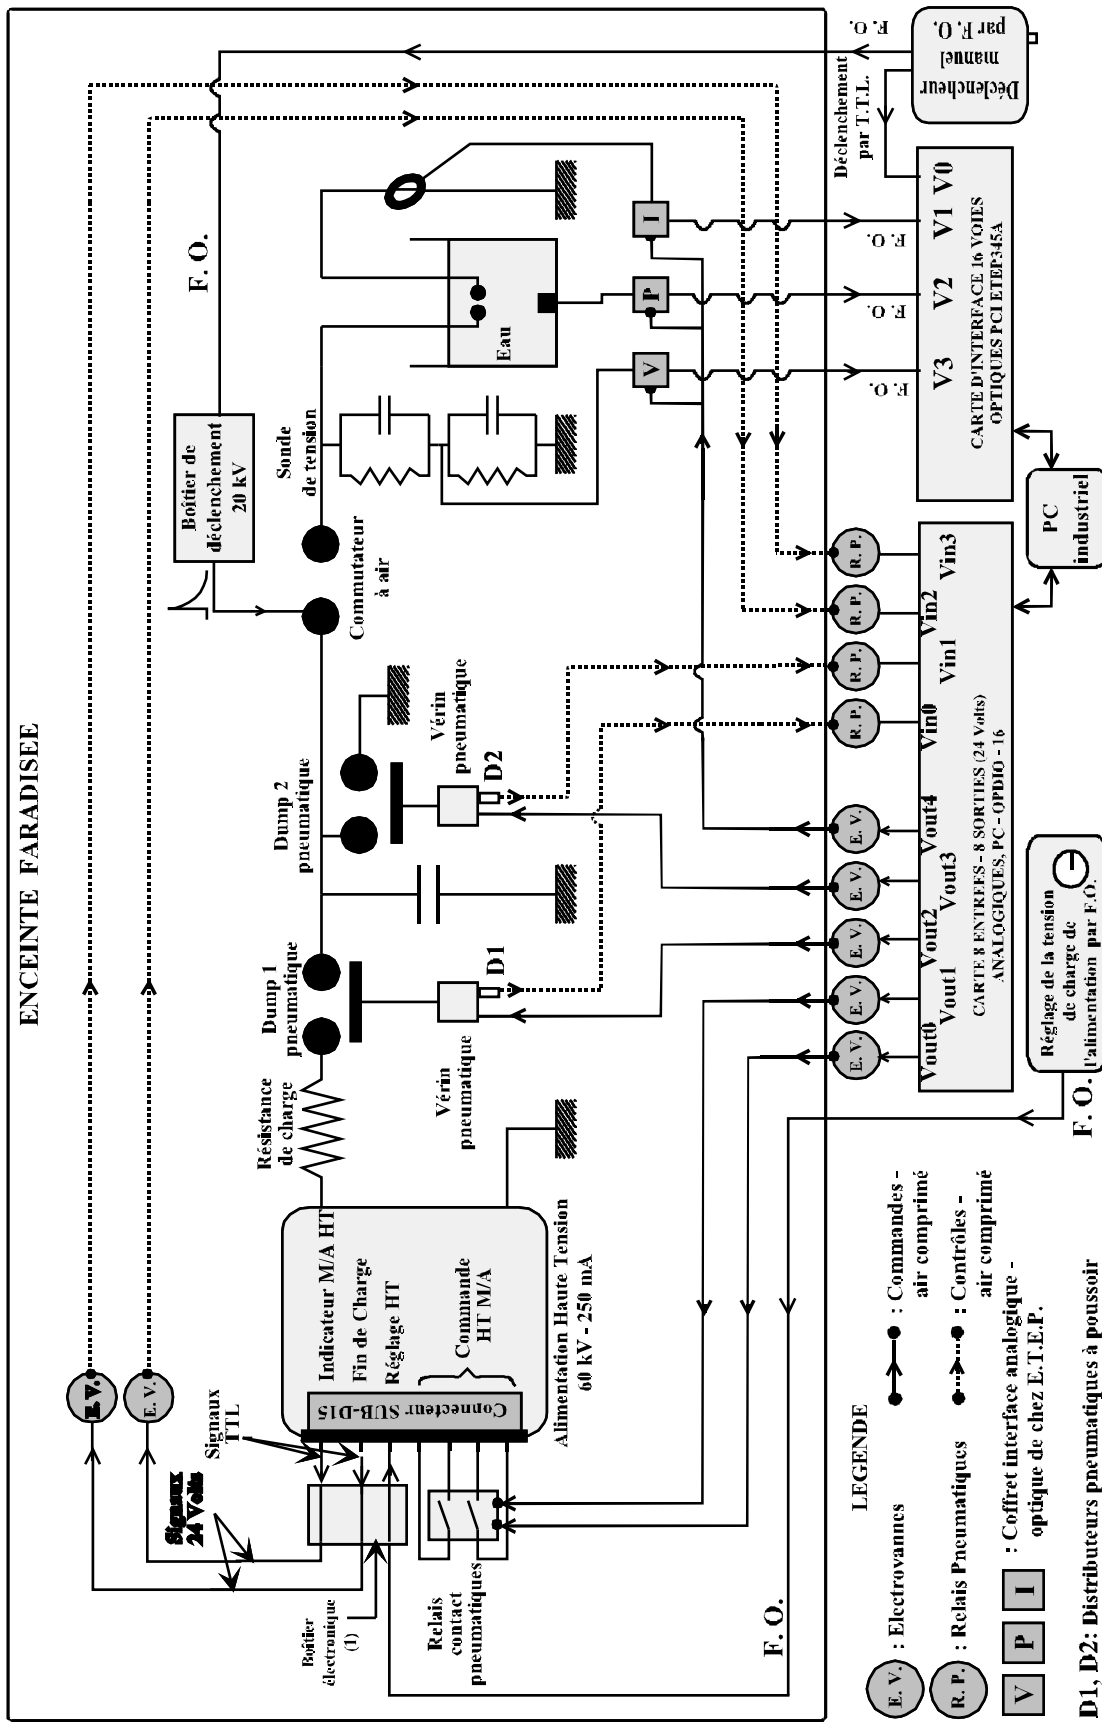 ENCEINTE FARADISEE
F. O.
Boîtier de
déclenchement
20 kV
Signaux
24 Volts
E. V.
E. V.
Signaux
TTL
Boîtier
électronique
(1)
Relais
contact
pneumatiques
Connecteur SUB-D15
Indicateur M/A HT
Fin de Charge
Réglage HT
Commande
HT M/A
Alimentation Haute Tension
60 kV - 250 mA
Résistance
de charge
Dump 1
pneumatique
Vérin
pneumatique
D1
Dump 2
pneumatique
Vérin
pneumatique
D2
Commutateur
à air
Sonde
de tension
Eau
V
P
I
F. O.
E. V.
E. V.
E. V.
E. V.
E. V.
R. P.
R. P.
R. P.
R. P.
Vout0
Vout1
Vout2
Vout3
Vout4
Vin0
Vin1
Vin2
Vin3
CARTE 8 ENTREES - 8 SORTIES (24 Volts)
ANALOGIQUES, PC - OPDIO - 16
F. O.
F. O.
F. O.
F. O.
Déclenchement
par T.T.L.
V3
V2
V1
V0
CARTE D'INTERFACE 16 VOIES
OPTIQUES PCI ETEP345A
Déclencheur
manuel
par F. O.
PC
industriel
Réglage de la tension
de charge de
l'alimentation par F.O.
F. O.
LEGENDE
E. V.
: Electrovannes
: Commandes -
air comprimé
R. P.
: Relais Pneumatiques
: Contrôles -
air comprimé
V
P
I
: Coffret interface analogique -
optique de chez E.T.E.P.
D1, D2: Distributeurs pneumatiques à poussoir